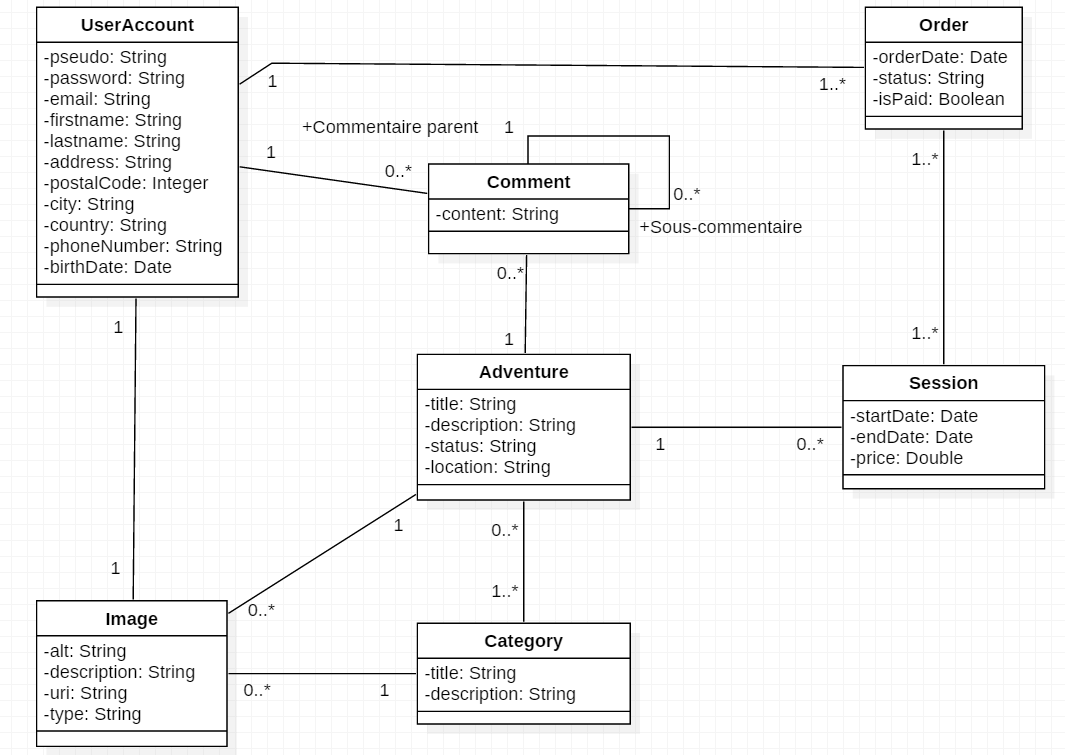 UserAccount
-pseudo: String
-password: String
-email: String
-firstname: String
-lastname: String
-address: String
-postalCode: Integer
-city: String
-country: String
-phoneNumber: String
-birthDate: Date
Order
-orderDate: Date
-status: String
-isPaid: Boolean
1
1..*
+Commentaire parent
1
1
0..*
Comment
-content: String
0..*
+Sous-commentaire
1..*
0..*
1
1..*
1
Adventure
-title: String
-description: String
-status: String
-location: String
1
0..*
Session
-startDate: Date
-endDate: Date
-price: Double
1
0..*
1..*
1
0..*
Image
-alt: String
-description: String
-uri: String
-type: String
0..*
1
Category
-title: String
-description: String